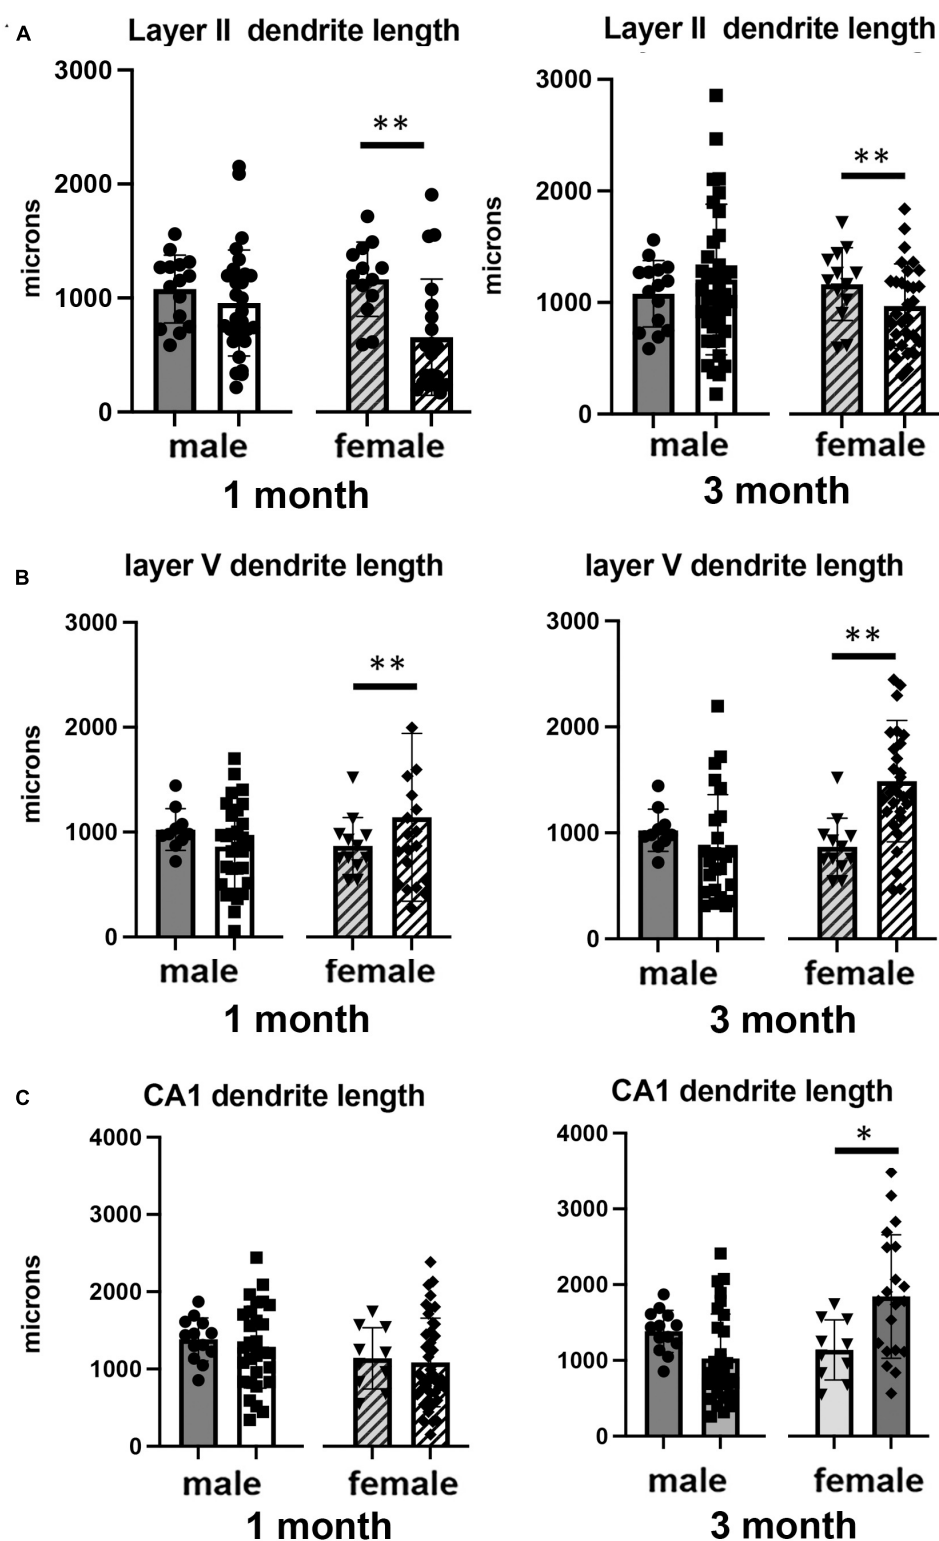 A
Layer II dendrite length
Layer II dendrite length
3000
2000
1000
0
microns
**
male
female
1 month
3000
2000
1000
0
microns
**
male
female
3 month
B
layer V dendrite length
layer V dendrite length
3000
2000
1000
0
microns
**
male
female
1 month
3000
2000
1000
0
**
male
female
3 month
C
CA1 dendrite length
CA1 dendrite length
4000
3000
2000
1000
0
microns
male
female
1 month
4000
3000
2000
1000
0
*
male
female
3 month